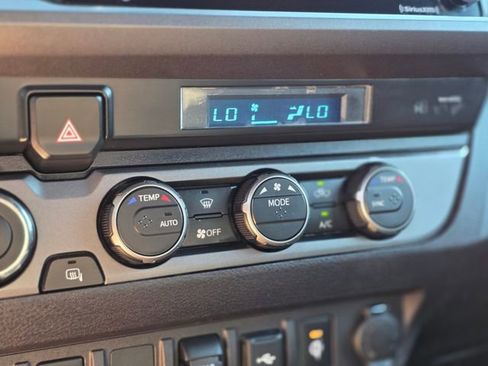 SiriusXM
LO LO
TEMP
AUTO
OFF
MODE
A/C
TEMP
SYNC